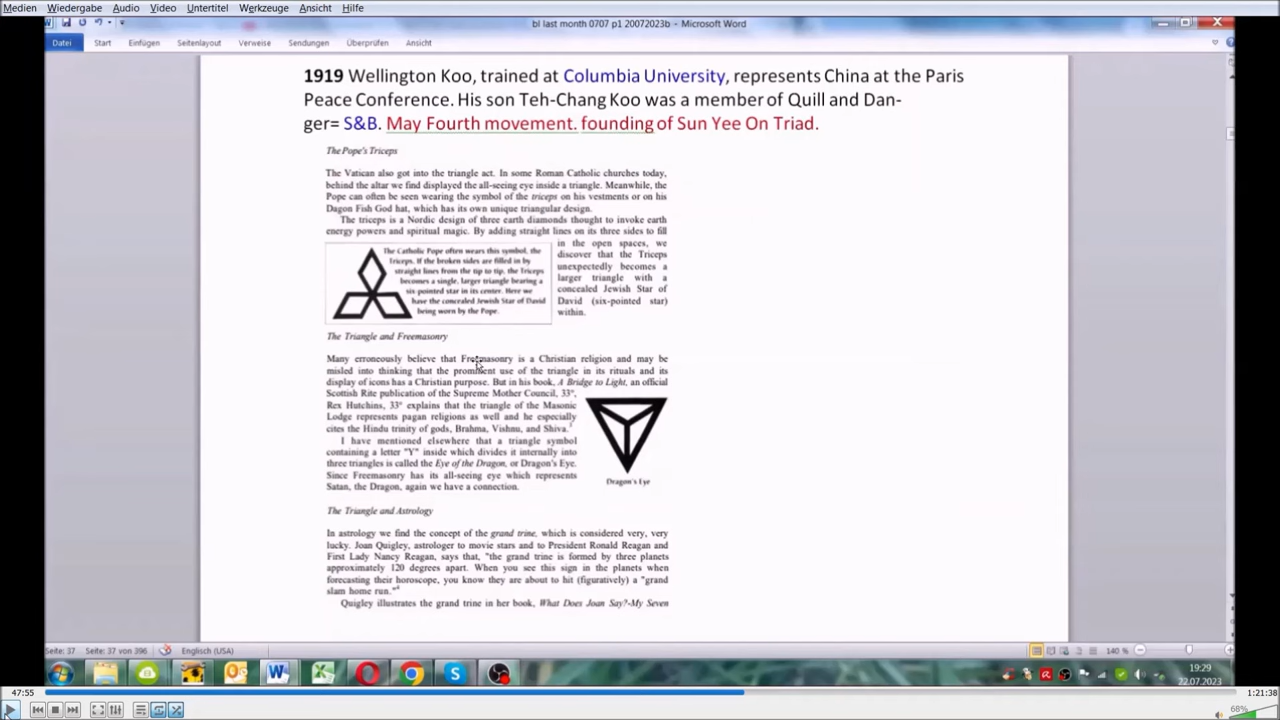 Medien Wiedergabe Audio Video Untertitel Werkzeuge Ansicht Hilfe
bl last month 0707 p1 20072023b - Microsoft Word
Datei Start Einfügen Seitenlayout Verweise Sendungen Überprüfen Ansicht
1919 Wellington Koo, trained at Columbia University, represents China at the Paris
Peace Conference. His son Teh-Chang Koo was a member of Quill and Dan-
ger= S&B. May Fourth movement. founding of Sun Yee On Triad.
The Pope's Triceps
The Vatican also got into the triangle act. In some Roman Catholic churches today,
behind the altar we find displayed the all-seeing eye inside a triangle. Meanwhile, the
Pope can often be seen wearing the symbol of the triceps on his vestments or on his
Dagon Fish God hat, which has its own unique triangular design.
The triceps is a Nordic design of three earth diamonds thought to invoke earth
energy powers and spiritual magic. By adding straight lines on its three sides to fill
in the open spaces, we
discover that the Triceps
unexpectedly becomes a
larger triangle with a
concealed Jewish Star of
David (six-pointed star)
within.
The Catholic Pope often wears this symbol, the
Triceps. If the broken sides are filled in by
straight lines from the tip to tip, the Triceps
becomes a single, larger triangle bearing a
six-pointed star in its center. Here we
have the concealed Jewish Star of David
being worn by the Pope.
The Triangle and Freemasonry
Many erroneously believe that Freemasonry is a Christian religion and may be
misled into thinking that the prominent use of the triangle in its rituals and its
display of icons has a Christian purpose. But in his book, A Bridge to Light, an official
Scottish Rite publication of the Supreme Mother Council, 33°,
Rex Hutchins, 33° explains that the triangle of the Masonic
Lodge represents pagan religions as well and he especially
cites the Hindu trinity of gods, Brahma, Vishnu, and Shiva.
I have mentioned elsewhere that a triangle symbol
containing a letter "Y" inside which divides it internally into
three triangles is called the Eye of the Dragon, or Dragon's Eye.
Since Freemasonry has its all-seeing eye which represents
Satan, the Dragon, again we have a connection.
Dragon's Eye
The Triangle and Astrology
In astrology we find the concept of the grand trine, which is considered very, very
lucky. Joan Quigley, astrologer to movie stars and to President Ronald Reagan and
First Lady Nancy Reagan, says that, "the grand trine is formed by three planets
approximately 120 degrees apart. When you see this sign in the planets when
forecasting their horoscope, you know they are about to hit (figuratively) a "grand
slam home run."4
Quigley illustrates the grand trine in her book, What Does Joan Say?-My Seven
Seite: 37 Seite: 37 von 396 Englisch (USA) 140 %
19:29
22.07.2023
47:55 1:21:38
68%